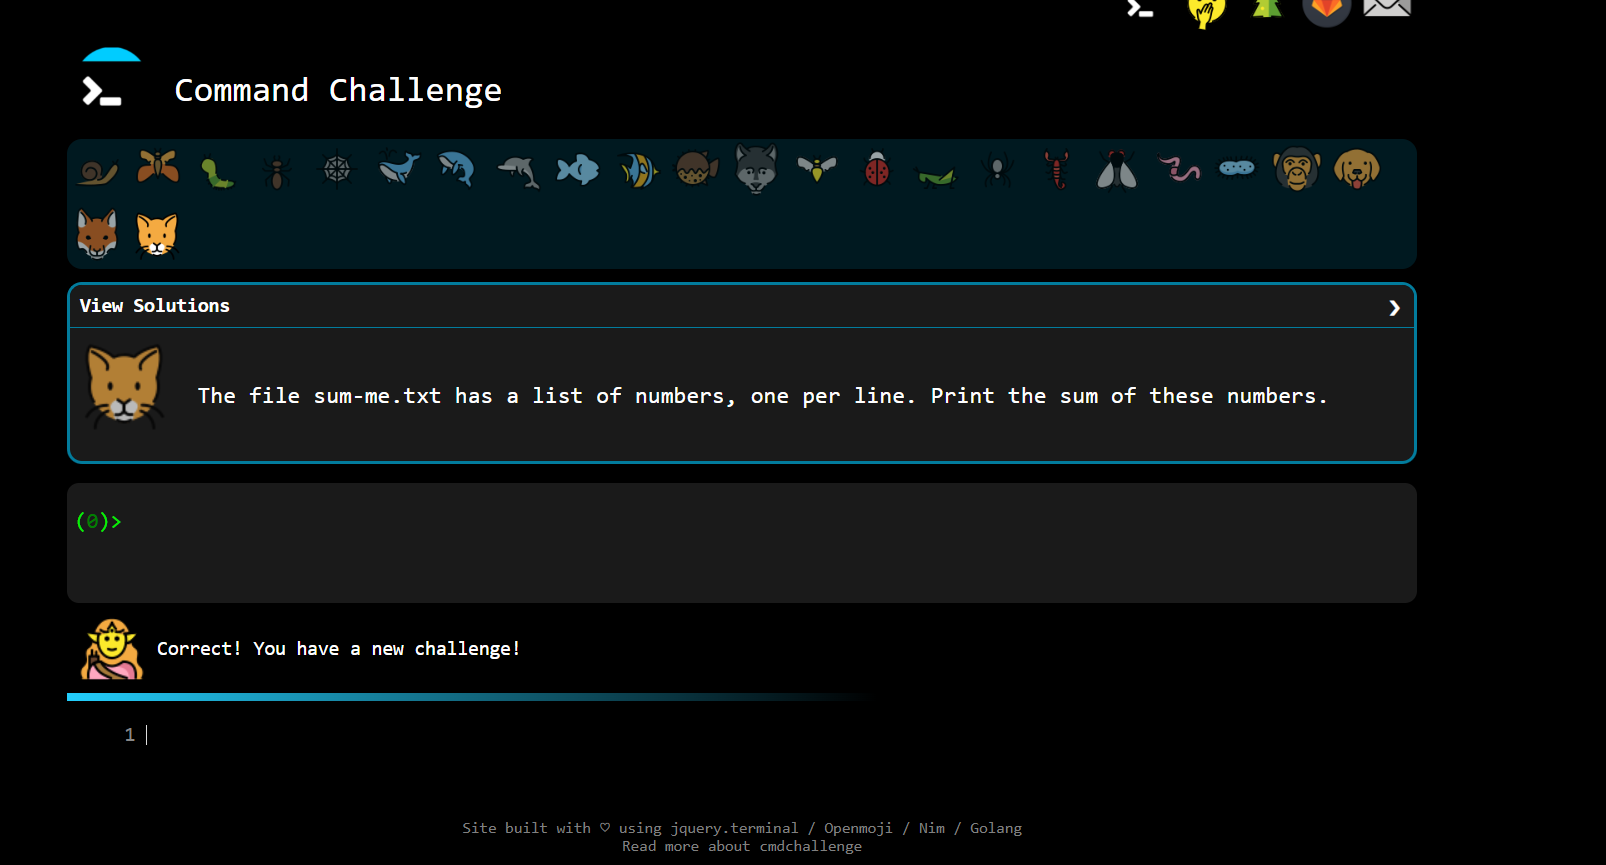 Command Challenge
View Solutions ❯
The file sum-me.txt has a list of numbers, one per line. Print the sum of these numbers.
(0)>
Correct! You have a new challenge!
1
Site built with ♡ using jquery.terminal / Openmoji / Nim / Golang
Read more about cmdchallenge